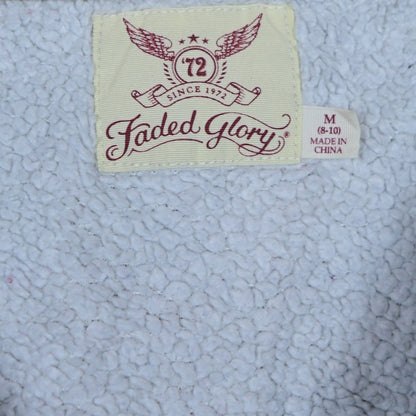 '72
SINCE 1972
Faded Glory®
M
(8-10)
MADE IN
CHINA